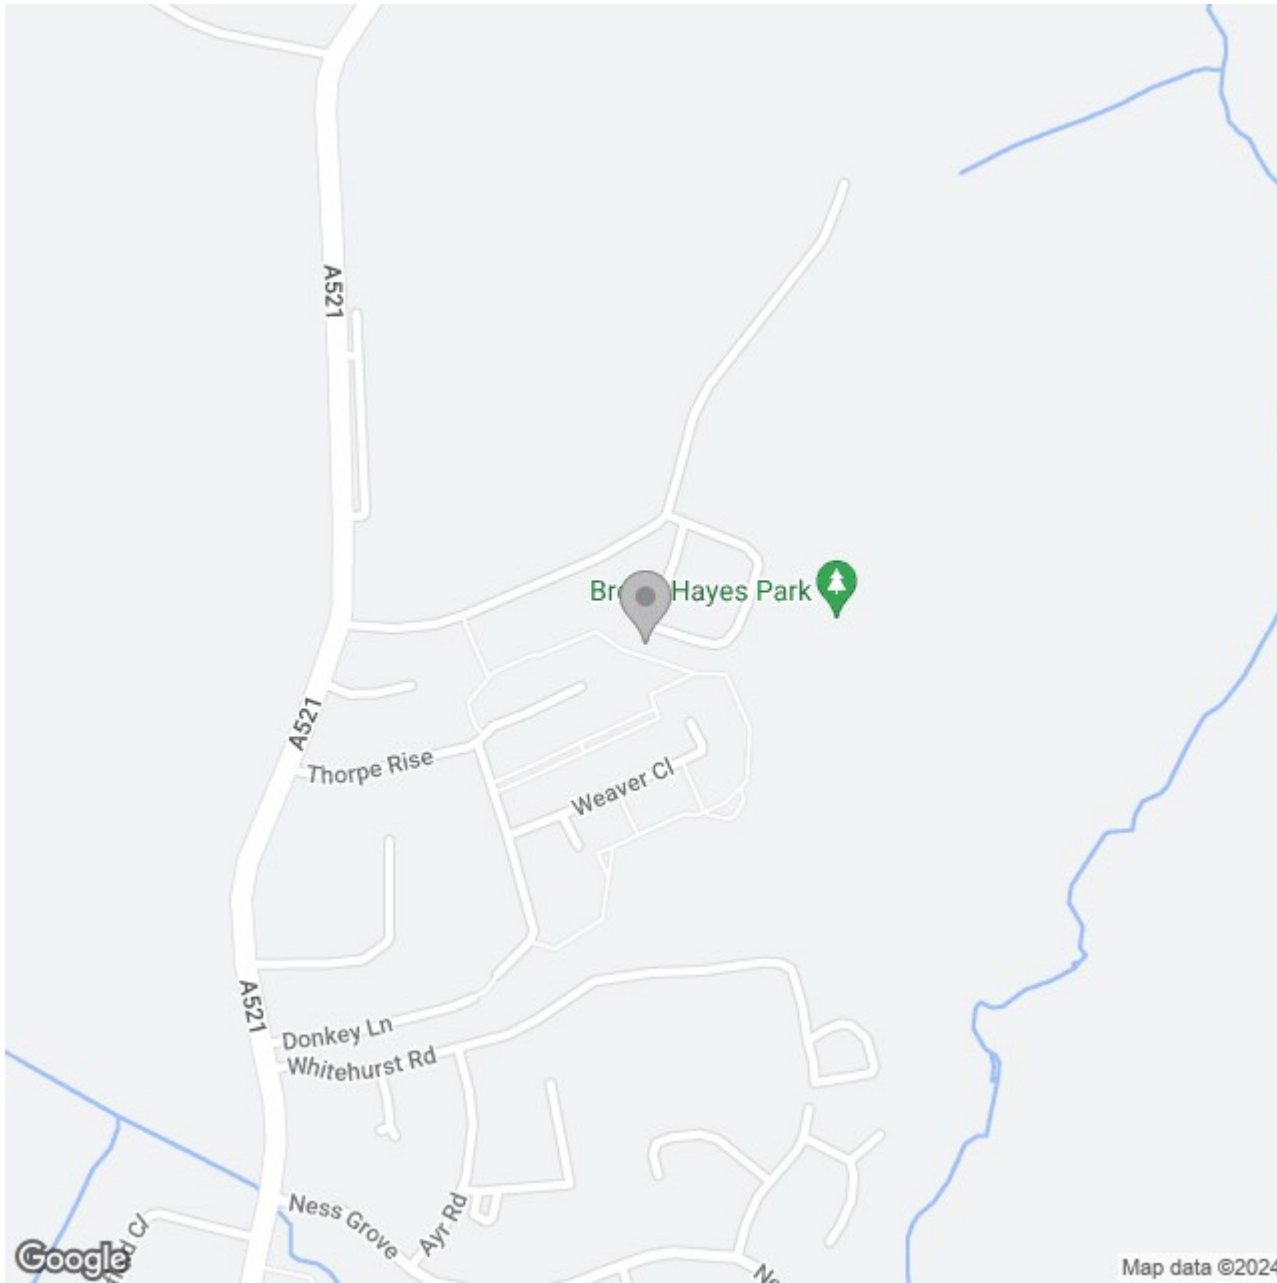 A521
Hayes Park
A521
Thorpe Rise
Weaver Cl
A521
Donkey Ln
Whitehurst Rd
Ness Grove
Ayr Rd
Google
Map data ©2024